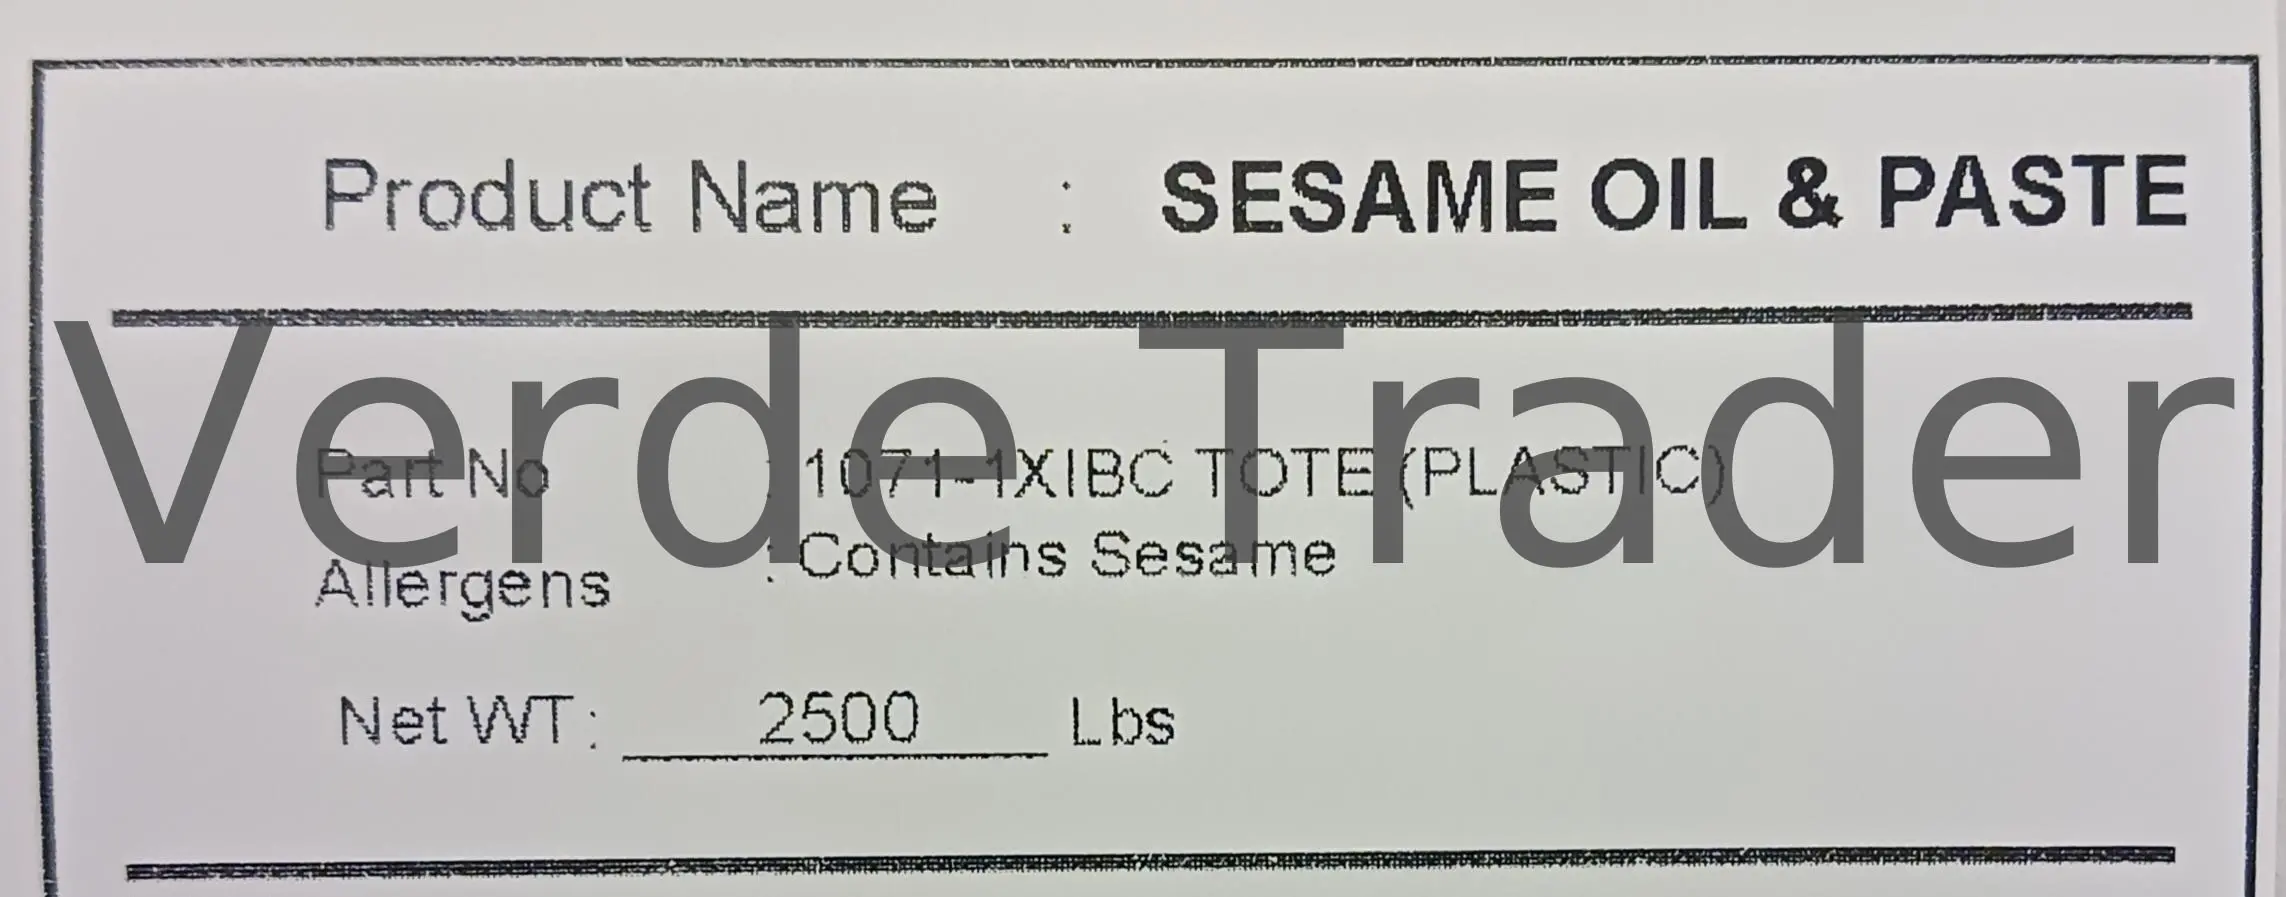 Product Name : SESAME OIL & PASTE
Verde Trader
Part No : 1071-1XIBC TOTE (PLASTIC)
Allergens : Contains Sesame
Net WT: 2500 Lbs